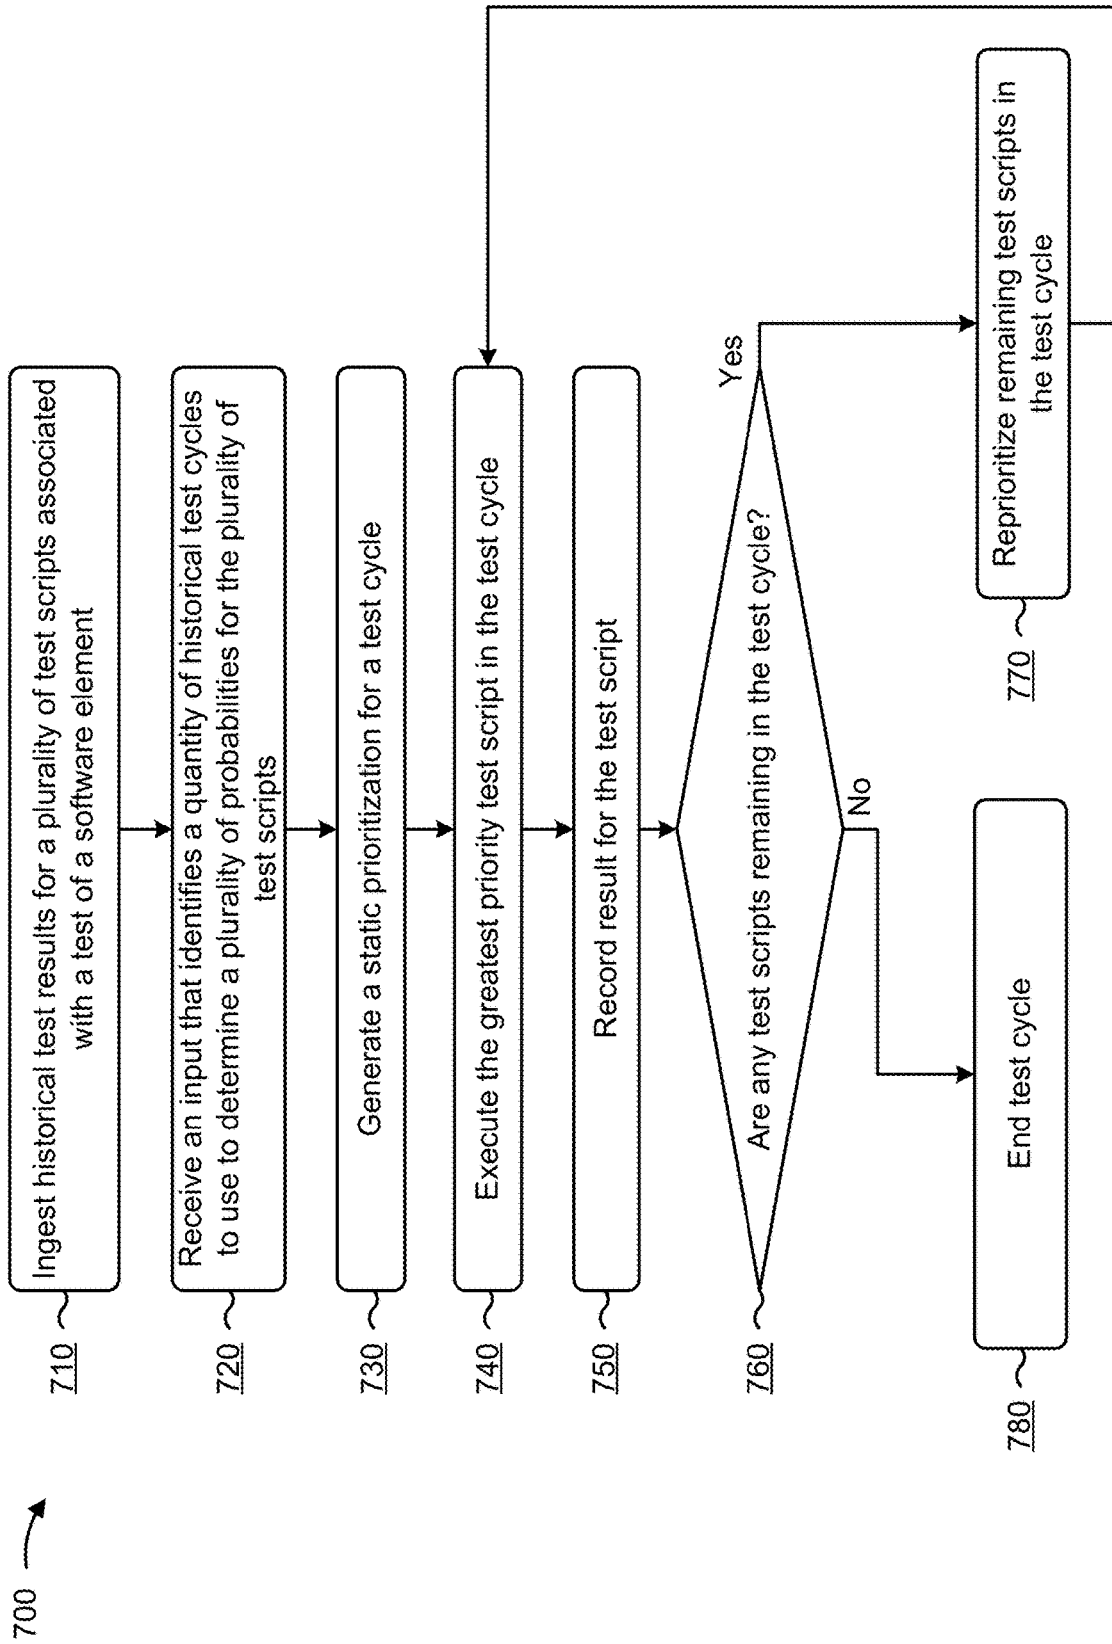 700
710
Ingest historical test results for a plurality of test scripts associated
with a test of a software element
720
Receive an input that identifies a quantity of historical test cycles
to use to determine a plurality of probabilities for the plurality of
test scripts
730
Generate a static prioritization for a test cycle
740
Execute the greatest priority test script in the test cycle
750
Record result for the test script
760
Are any test scripts remaining in the test cycle?
Yes
No
770
Reprioritize remaining test scripts in
the test cycle
780
End test cycle